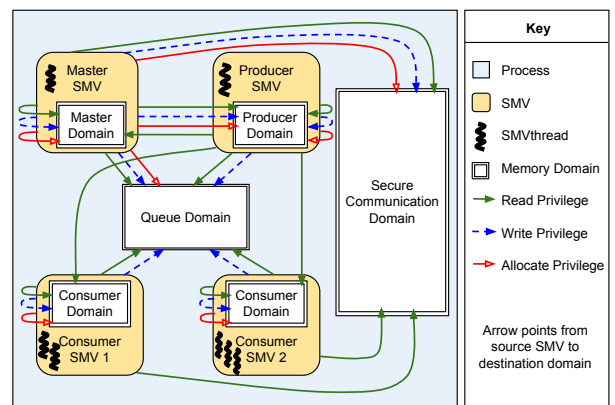 Master
SMV
Producer
SMV
Master
Domain
Producer
Domain
Queue Domain
Secure
Communication
Domain
Consumer
Domain
Consumer
SMV 1
Consumer
Domain
Consumer
SMV 2
Key
Process
SMV
SMVthread
Memory Domain
Read Privilege
Write Privilege
Allocate Privilege
Arrow points from
source SMV to
destination domain